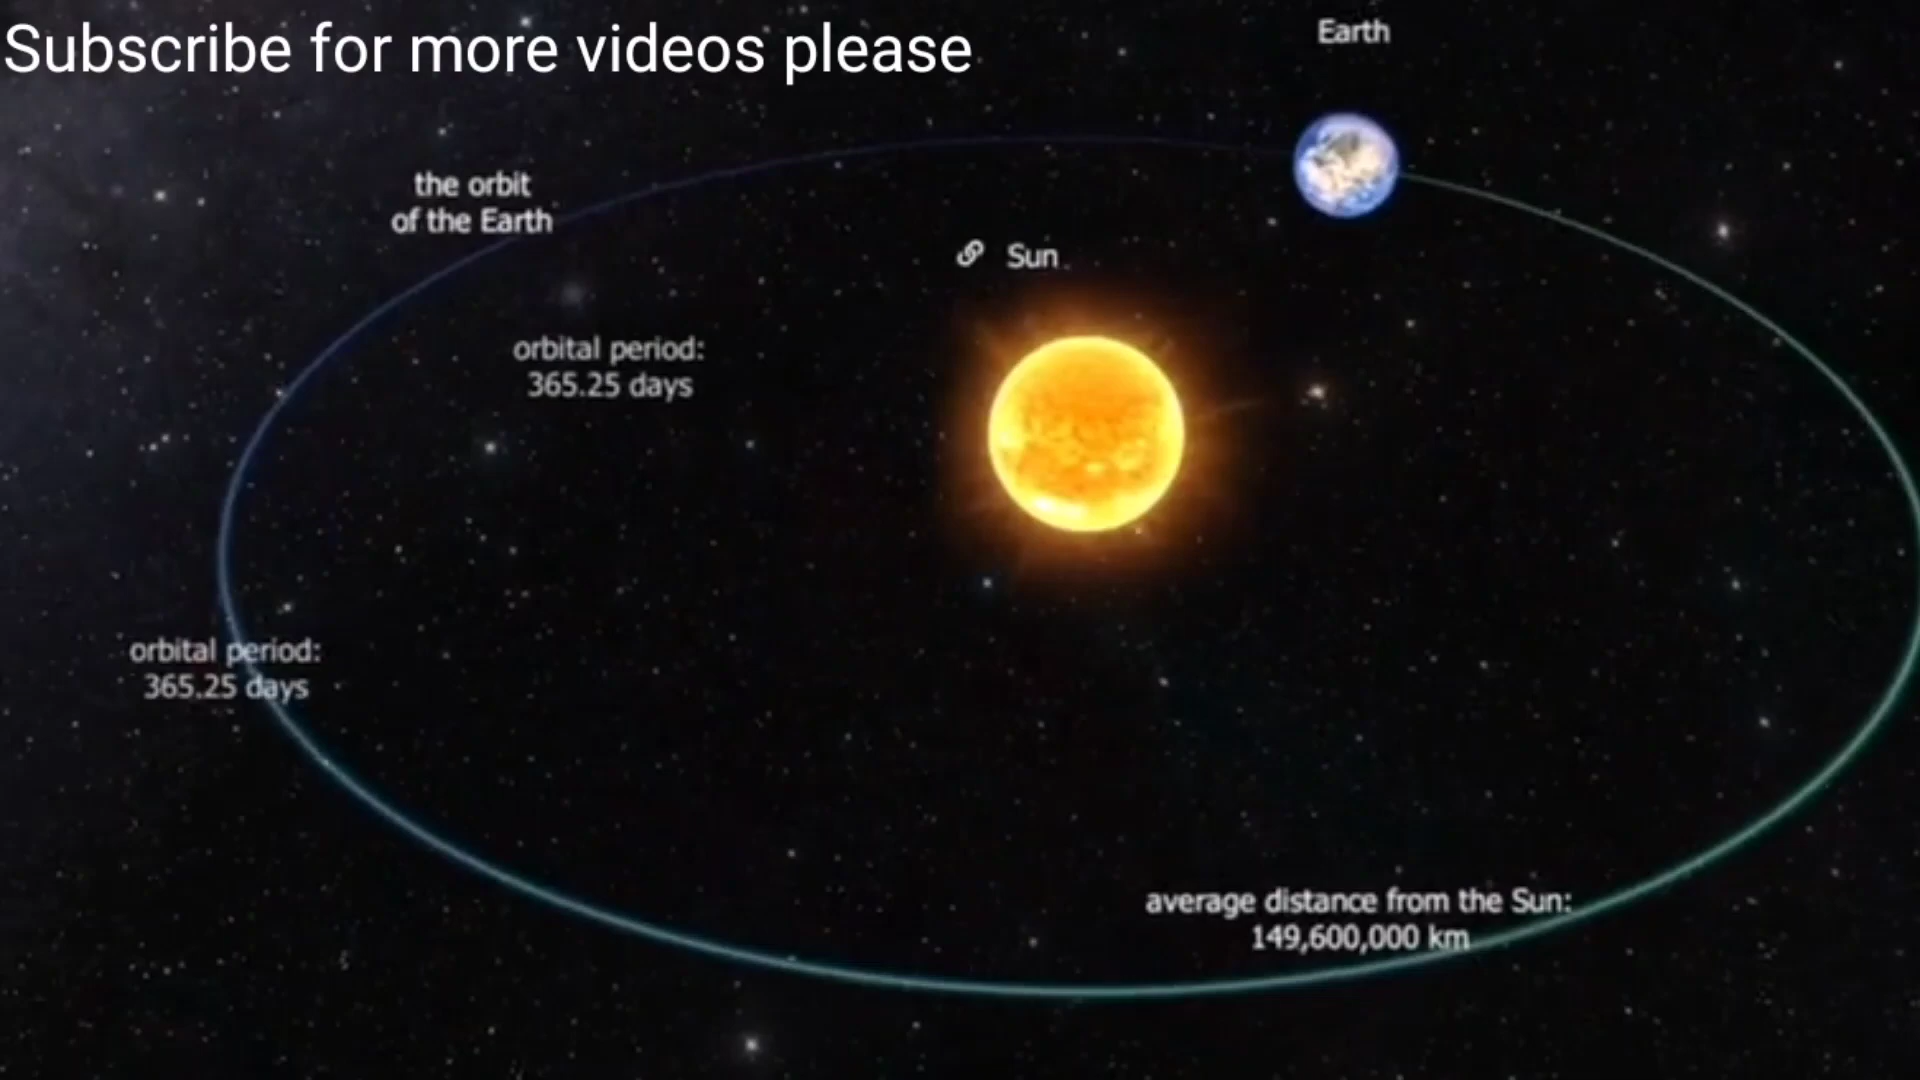 Subscribe for more videos please
Earth
the orbit
of the Earth
Sun
orbital period:
365.25 days
orbital period:
365.25 days
average distance from the Sun:
149,600,000 km